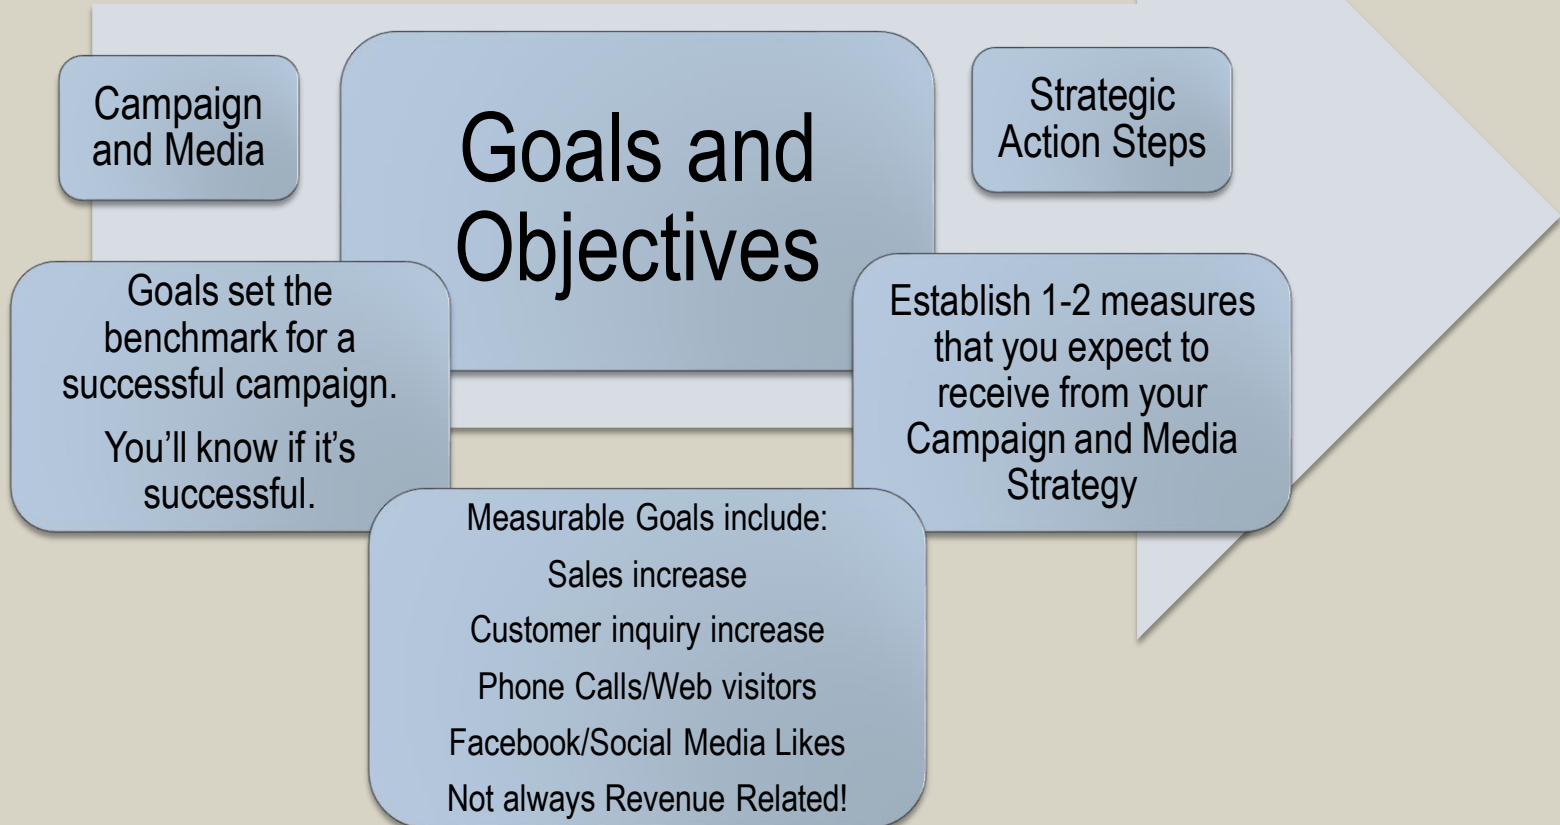 Campaign
and Media
Goals and
Objectives
Strategic
Action Steps
Goals set the
benchmark for a
successful campaign.
You’ll know if it’s
successful.
Establish 1-2 measures
that you expect to
receive from your
Campaign and Media
Strategy
Measurable Goals include:
Sales increase
Customer inquiry increase
Phone Calls/Web visitors
Facebook/Social Media Likes
Not always Revenue Related!